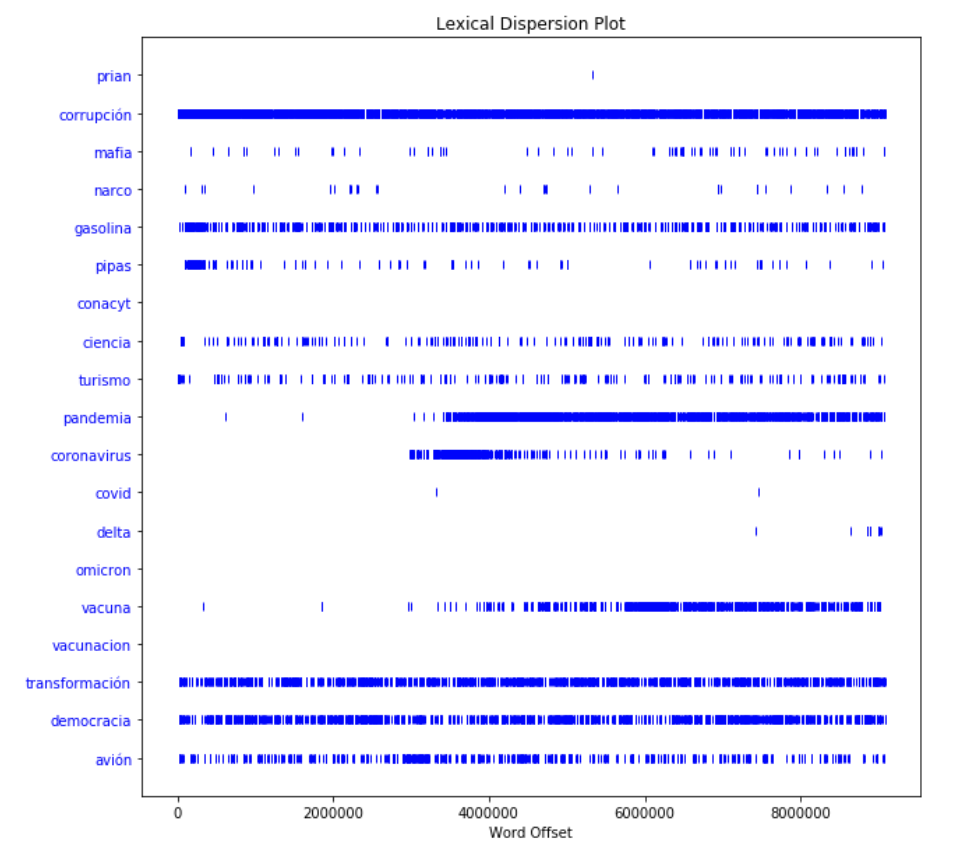 Lexical Dispersion Plot
prian
corrupción
mafia
narco
gasolina
pipas
conacyt
ciencia
turismo
pandemia
coronavirus
covid
delta
omicron
vacuna
vacunacion
transformación
democracia
avión
0 2000000 4000000 6000000 8000000
Word Offset